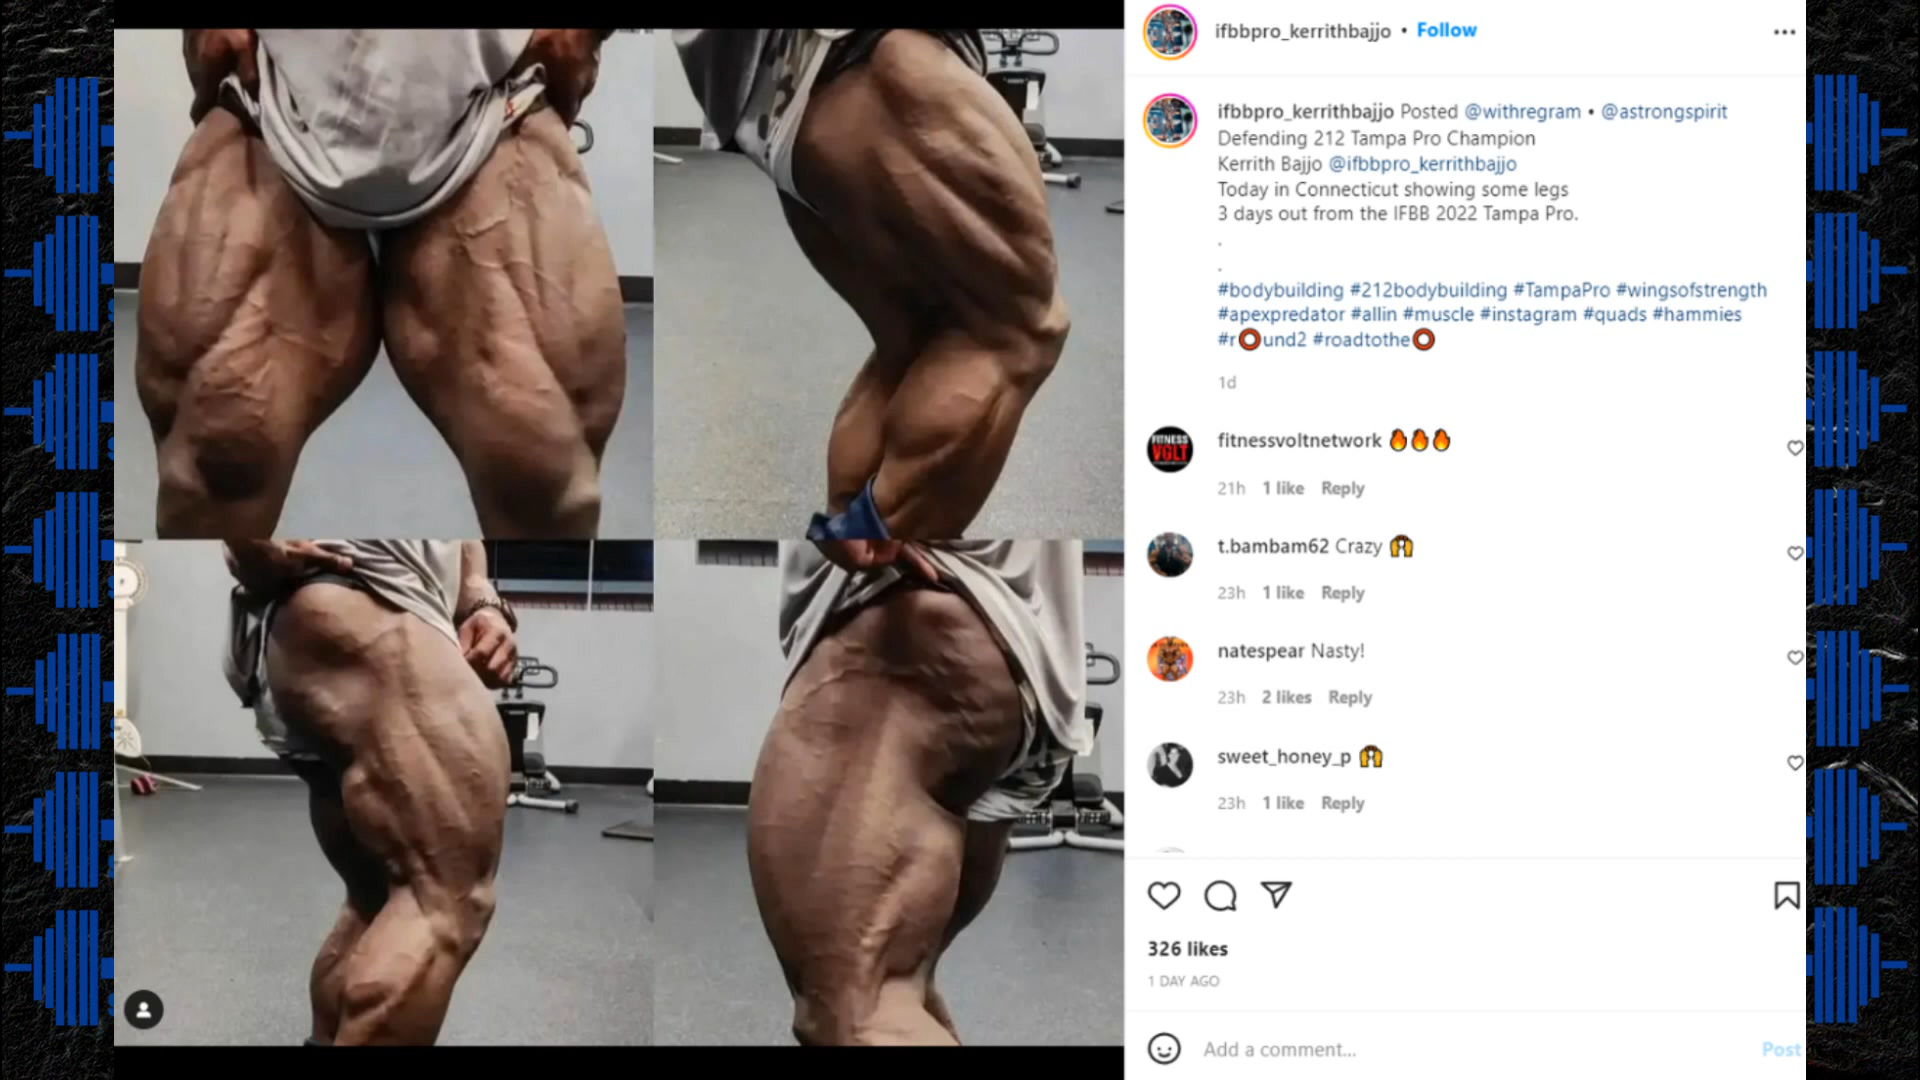 ifbbpro_kerrithbajjo • Follow
ifbbpro_kerrithbajjo Posted @withregram • @astrongspirit
Defending 212 Tampa Pro Champion
Kerrith Bajjo @ifbbpro_kerrithbajjo
Today in Connecticut showing some legs
3 days out from the IFBB 2022 Tampa Pro.
.
.
#bodybuilding #212bodybuilding #TampaPro #wingsofstrength
#apexpredator #allin #muscle #instagram #quads #hammies
#r⭕und2 #roadtothe⭕
1d
FITNESS
VOLT
fitnessvoltnetwork 🔥🔥🔥
21h 1 like Reply
t.bambam62 Crazy 🙌
23h 1 like Reply
natespear Nasty!
23h 2 likes Reply
sweet_honey_p 🙌
23h 1 like Reply
326 likes
1 DAY AGO
Add a comment...
Post